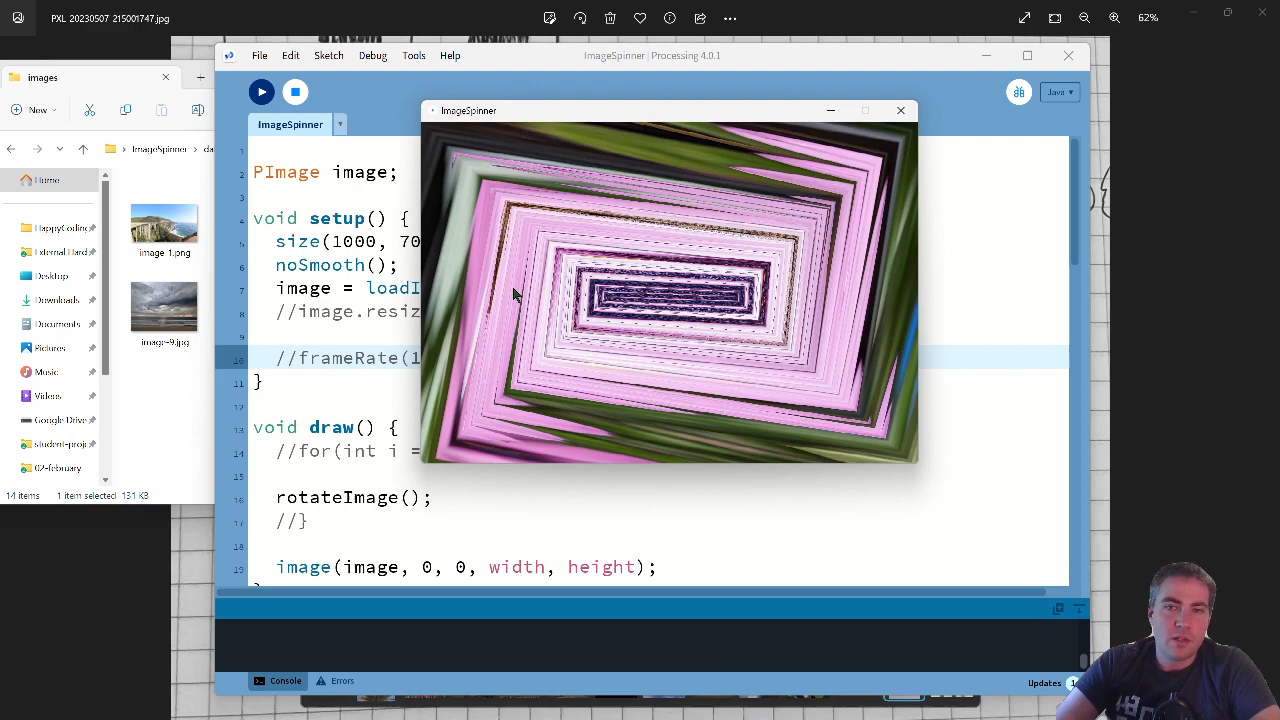 PXL 20230507 215001747.jpg
62%
images
New
ImageSpinner
da
Home
HappyCoding
External Hard
Desktop
Downloads
Documents
Pictures
Music
Videos
Google Drive
student-proj
02-february
image-1.png
image-9.jpg
14 items
1 item selected
131 KB
File Edit Sketch Debug Tools Help
ImageSpinner | Processing 4.0.1
Java
ImageSpinner
ImageSpinner
1
2 PImage image;
3
4 void setup() {
5 size(1000, 70
6 noSmooth();
7 image = loadI
8 //image.resiz
9
10 //frameRate(1
11 }
12
13 void draw() {
14 //for(int i =
15
16 rotateImage();
17 //}
18
19 image(image, 0, 0, width, height);
Console
Errors
Updates